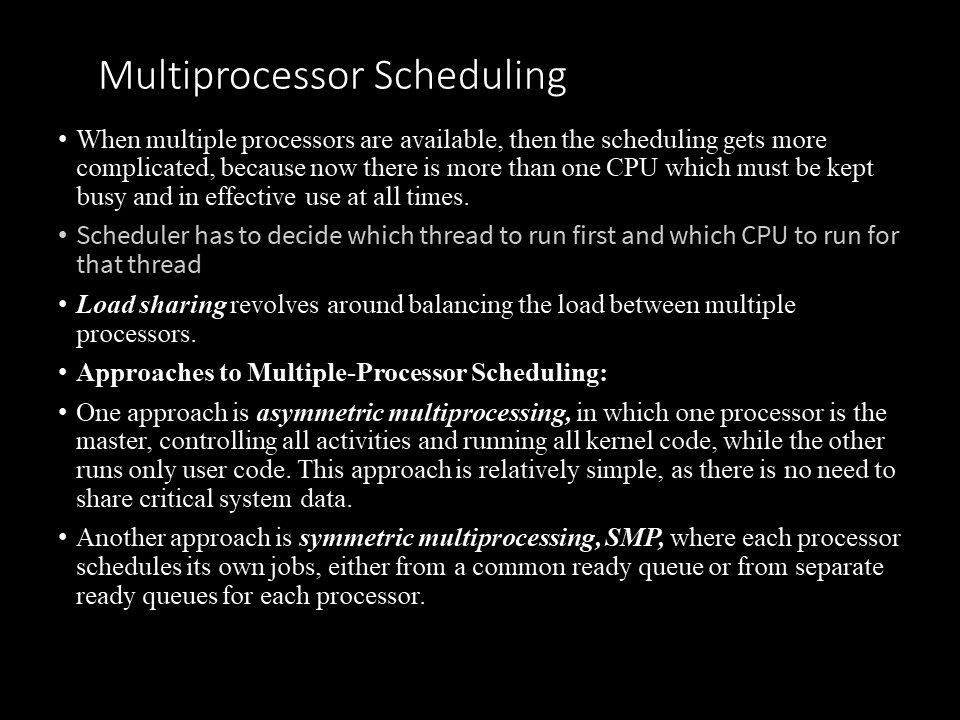 Multiprocessor Scheduling
• When multiple processors are available, then the scheduling gets more
complicated, because now there is more than one CPU which must be kept
busy and in effective use at all times.
• Scheduler has to decide which thread to run first and which CPU to run for
that thread
• Load sharing revolves around balancing the load between multiple
processors.
• Approaches to Multiple-Processor Scheduling:
• One approach is asymmetric multiprocessing, in which one processor is the
master, controlling all activities and running all kernel code, while the other
runs only user code. This approach is relatively simple, as there is no need to
share critical system data.
• Another approach is symmetric multiprocessing, SMP, where each processor
schedules its own jobs, either from a common ready queue or from separate
ready queues for each processor.